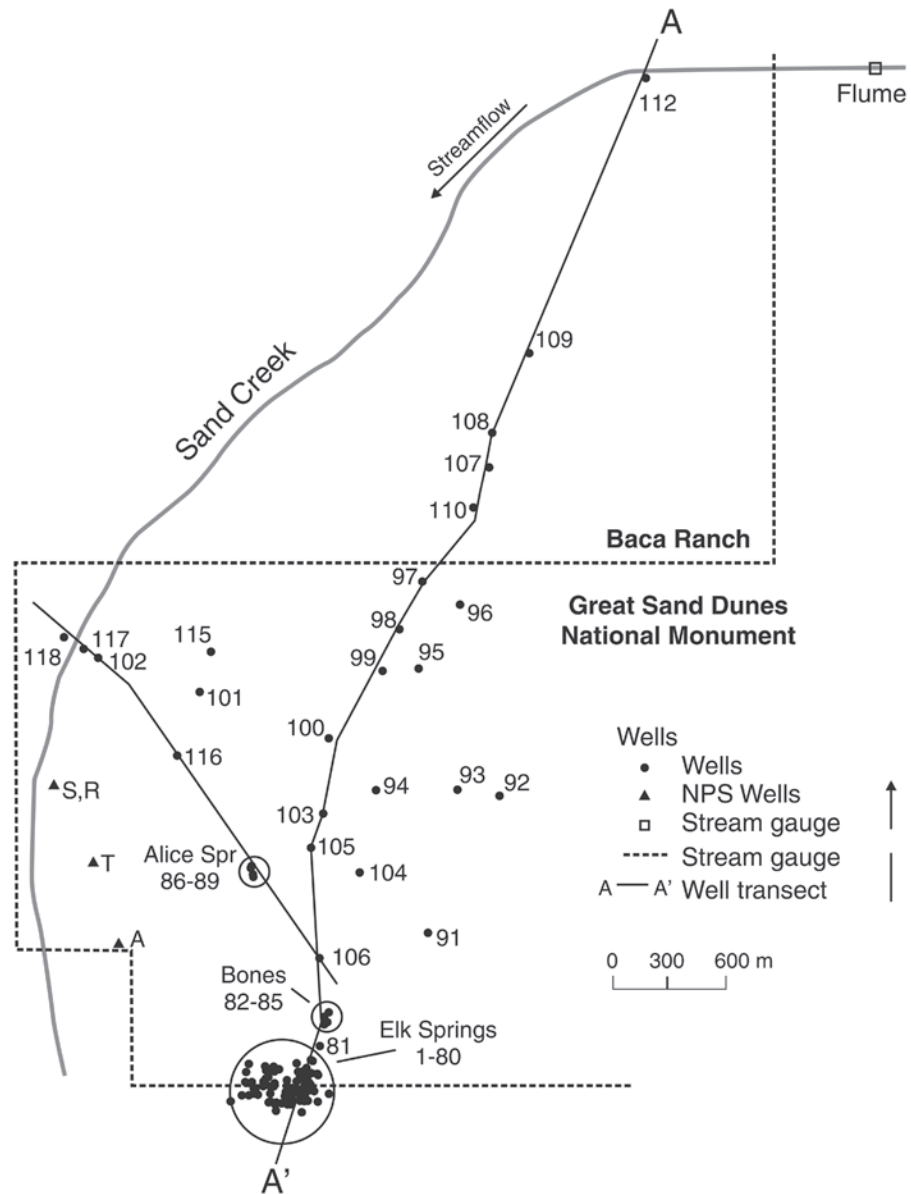 A
Flume
112
Streamflow
109
Sand Creek
108
107
110
Baca Ranch
97
96
Great Sand Dunes
National Monument
98
115
117
118
102
95
99
101
100
Wells
116
Wells
S,R
94
93
92
NPS Wells
103
Stream gauge
105
Alice Spr
86-89
Stream gauge
T
104
A A' Well transect
A
91
106
0 300 600 m
Bones
82-85
Elk Springs
1-80
81
A'